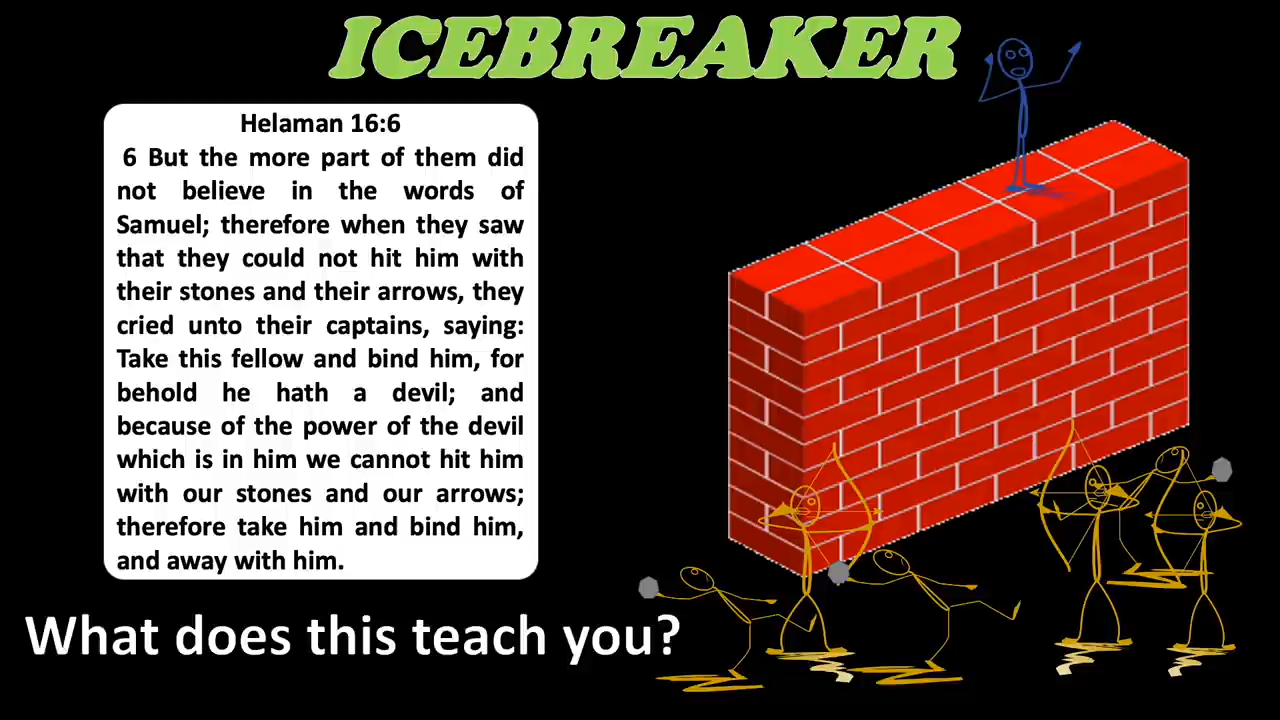 ICEBREAKER
Helaman 16:6
6 But the more part of them did
not believe in the words of
Samuel; therefore when they saw
that they could not hit him with
their stones and their arrows, they
cried unto their captains, saying:
Take this fellow and bind him, for
behold he hath a devil; and
because of the power of the devil
which is in him we cannot hit him
with our stones and our arrows;
therefore take him and bind him,
and away with him.
What does this teach you?